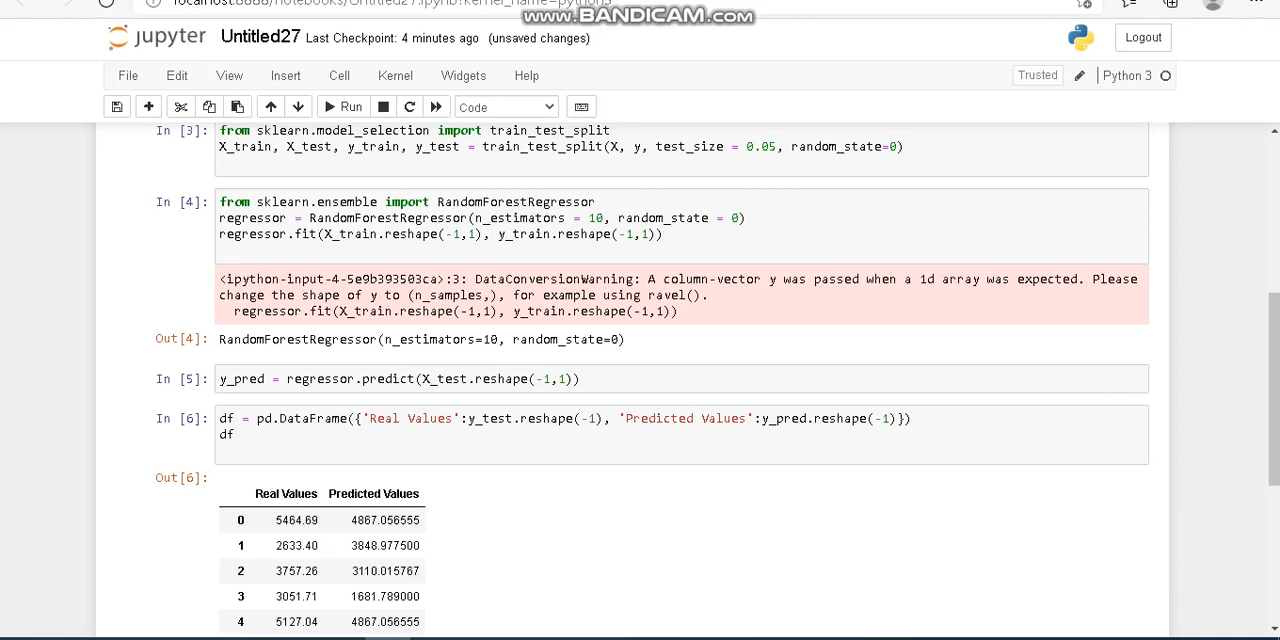 localhost:8888/notebooks/Untitled27.ipynb?kernel_name=python3
www.BANDICAM.com
jupyter Untitled27 Last Checkpoint: 4 minutes ago (unsaved changes)
Logout
File Edit View Insert Cell Kernel Widgets Help
Trusted Python 3
Run Code
In [3]: from sklearn.model_selection import train_test_split
X_train, X_test, y_train, y_test = train_test_split(X, y, test_size = 0.05, random_state=0)
In [4]: from sklearn.ensemble import RandomForestRegressor
regressor = RandomForestRegressor(n_estimators = 10, random_state = 0)
regressor.fit(X_train.reshape(-1,1), y_train.reshape(-1,1))
<ipython-input-4-5e9b393503ca>:3: DataConversionWarning: A column-vector y was passed when a 1d array was expected. Please
change the shape of y to (n_samples,), for example using ravel().
regressor.fit(X_train.reshape(-1,1), y_train.reshape(-1,1))
Out[4]: RandomForestRegressor(n_estimators=10, random_state=0)
In [5]: y_pred = regressor.predict(X_test.reshape(-1,1))
In [6]: df = pd.DataFrame({'Real Values':y_test.reshape(-1), 'Predicted Values':y_pred.reshape(-1)})
df
Out[6]:
Real Values Predicted Values
0 5464.69 4867.056555
1 2633.40 3848.977500
2 3757.26 3110.015767
3 3051.71 1681.789000
4 5127.04 4867.056555